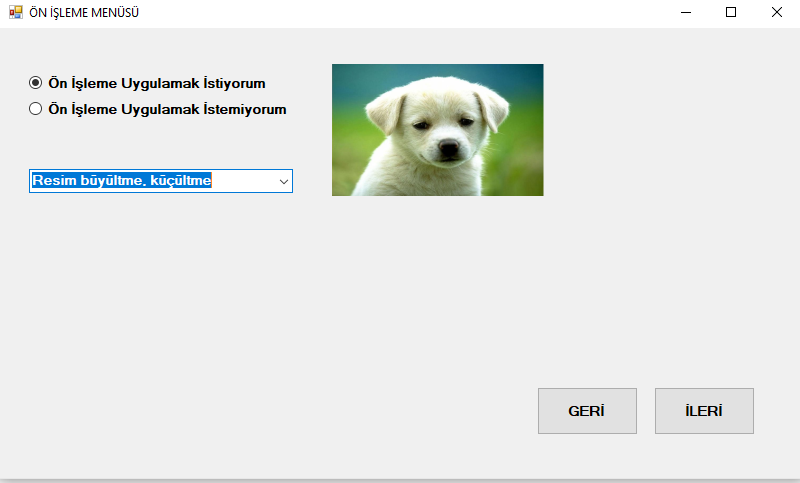 ÖN İŞLEME MENÜSÜ
Ön İşleme Uygulamak İstiyorum
Ön İşleme Uygulamak İstemiyorum
Resim büyültme, küçültme
GERİ
İLERİ